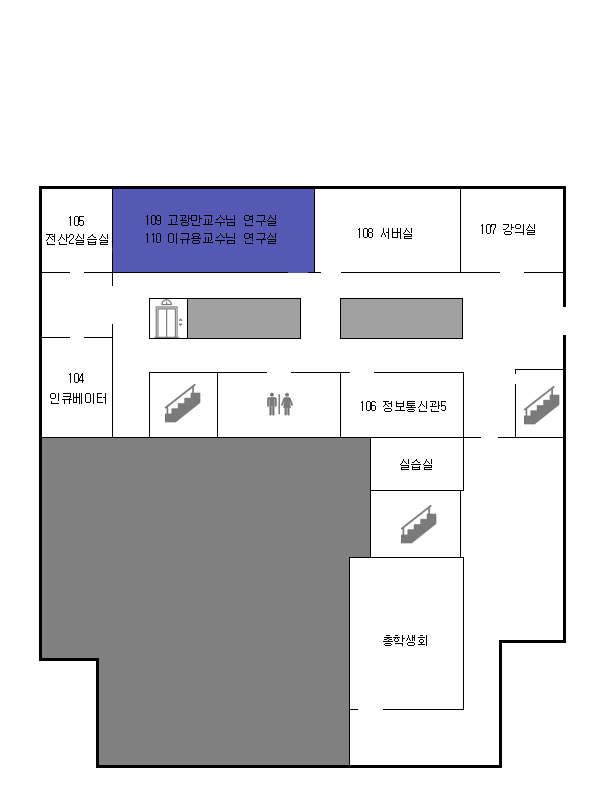 105
전산2실습실
109 고광만교수님 연구실
110 이규용교수님 연구실
108 서버실
107 강의실
104
인큐베이터
106 정보통신관5
실습실
총학생회